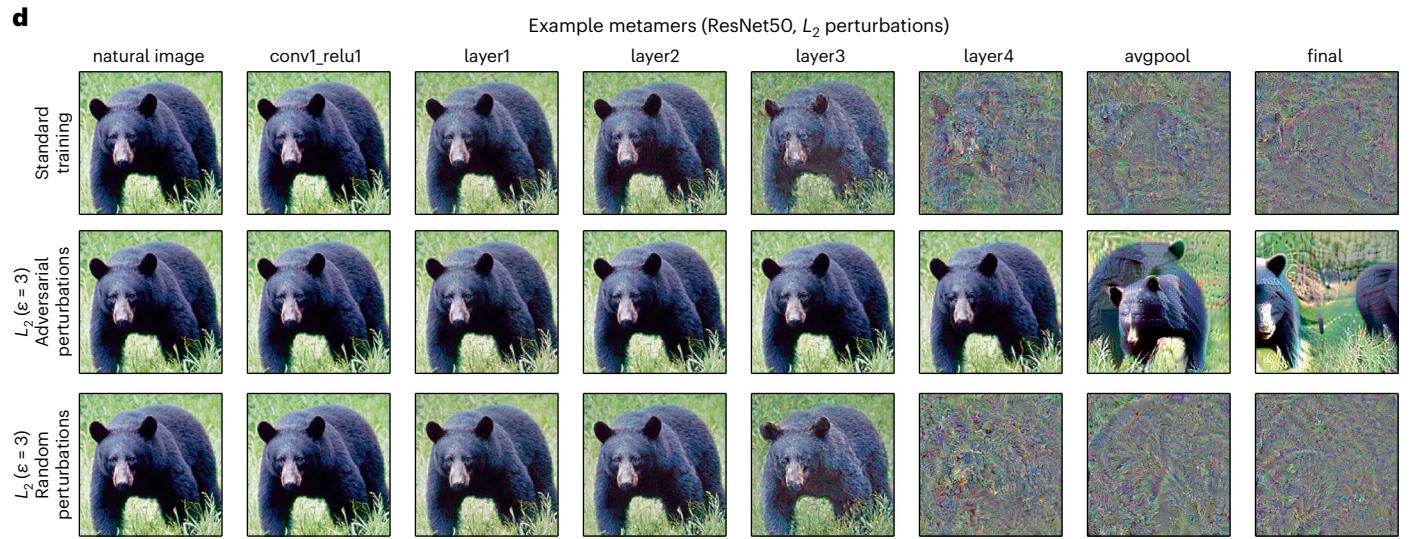 d
Example metamers (ResNet50, L2 perturbations)
natural image conv1_relu1 layer1 layer2 layer3 layer4 avgpool final
Standard
training
L2 (ε = 3)
Adversarial
perturbations
L2 (ε = 3)
Random
perturbations